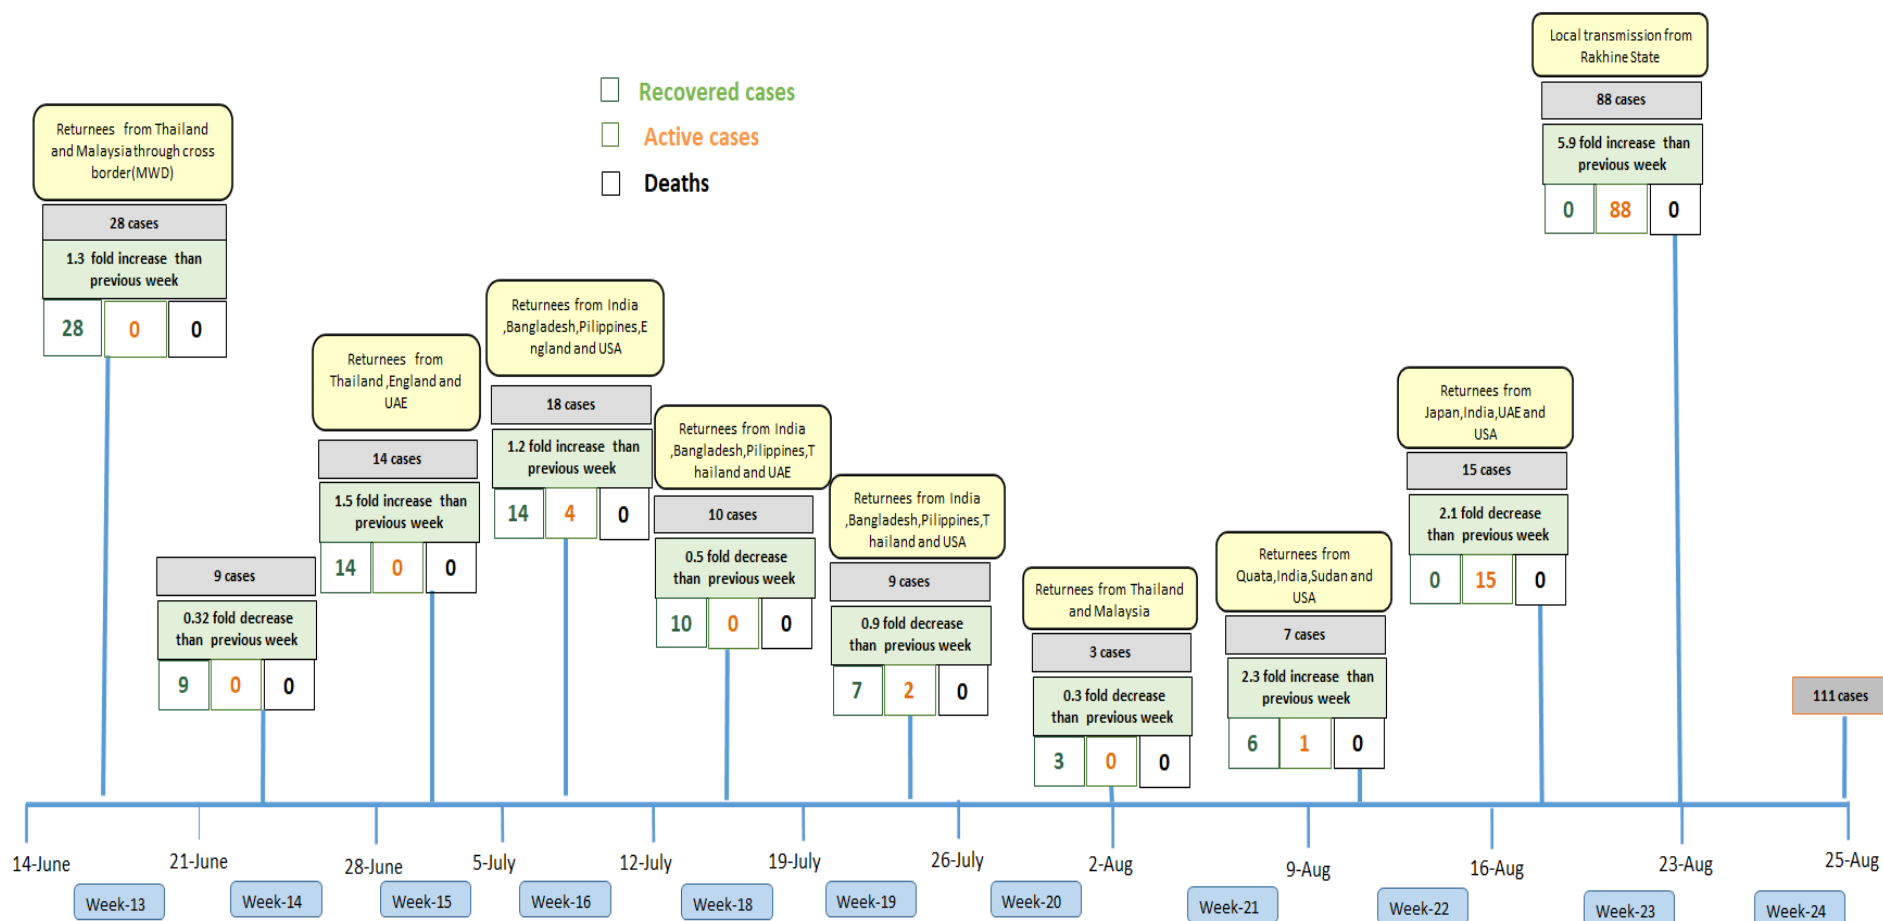 Recovered cases
Active cases
Deaths
Returnees from Thailand
and Malaysia through cross
border(MWD)
28 cases
1.3 fold increase than
previous week
28 0 0
9 cases
0.32 fold decrease
than previous week
9 0 0
Returnees from
Thailand ,England and
UAE
14 cases
1.5 fold increase than
previous week
14 0 0
Returnees from India
,Bangladesh,Pilippines,E
ngland and USA
18 cases
1.2 fold increase than
previous week
14 4 0
Returnees from India
,Bangladesh,Pilippines,T
hailand and UAE
10 cases
0.5 fold decrease
than previous week
10 0 0
Returnees from India
,Bangladesh,Pilippines,T
hailand and USA
9 cases
0.9 fold decrease
than previous week
7 2 0
Returnees from Thailand
and Malaysia
3 cases
0.3 fold decrease
than previous week
3 0 0
Returnees from
Quata,India,Sudan and
USA
7 cases
2.3 fold increase than
previous week
6 1 0
Returnees from
Japan,India,UAE and
USA
15 cases
2.1 fold decrease
than previous week
0 15 0
Local transmission from
Rakhine State
88 cases
5.9 fold increase than
previous week
0 88 0
111 cases
14-June 21-June 28-June 5-July 12-July 19-July 26-July 2-Aug 9-Aug 16-Aug 23-Aug 25-Aug
Week-13 Week-14 Week-15 Week-16 Week-18 Week-19 Week-20 Week-21 Week-22 Week-23 Week-24